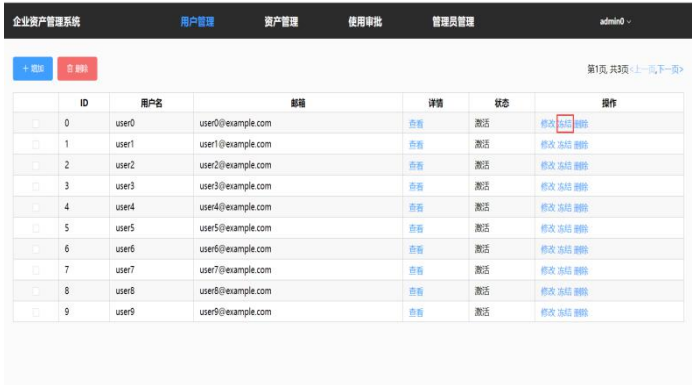 企业资产管理系统 用户管理 资产管理 使用审批 管理员管理 admin0
+ 增加 删除 第1页, 共3页<上一页,下一页>
ID 用户名 邮箱 详情 状态 操作
0 user0 user0@example.com 查看 激活 修改 冻结 删除
1 user1 user1@example.com 查看 激活 修改 冻结 删除
2 user2 user2@example.com 查看 激活 修改 冻结 删除
3 user3 user3@example.com 查看 激活 修改 冻结 删除
4 user4 user4@example.com 查看 激活 修改 冻结 删除
5 user5 user5@example.com 查看 激活 修改 冻结 删除
6 user6 user6@example.com 查看 激活 修改 冻结 删除
7 user7 user7@example.com 查看 激活 修改 冻结 删除
8 user8 user8@example.com 查看 激活 修改 冻结 删除
9 user9 user9@example.com 查看 激活 修改 冻结 删除